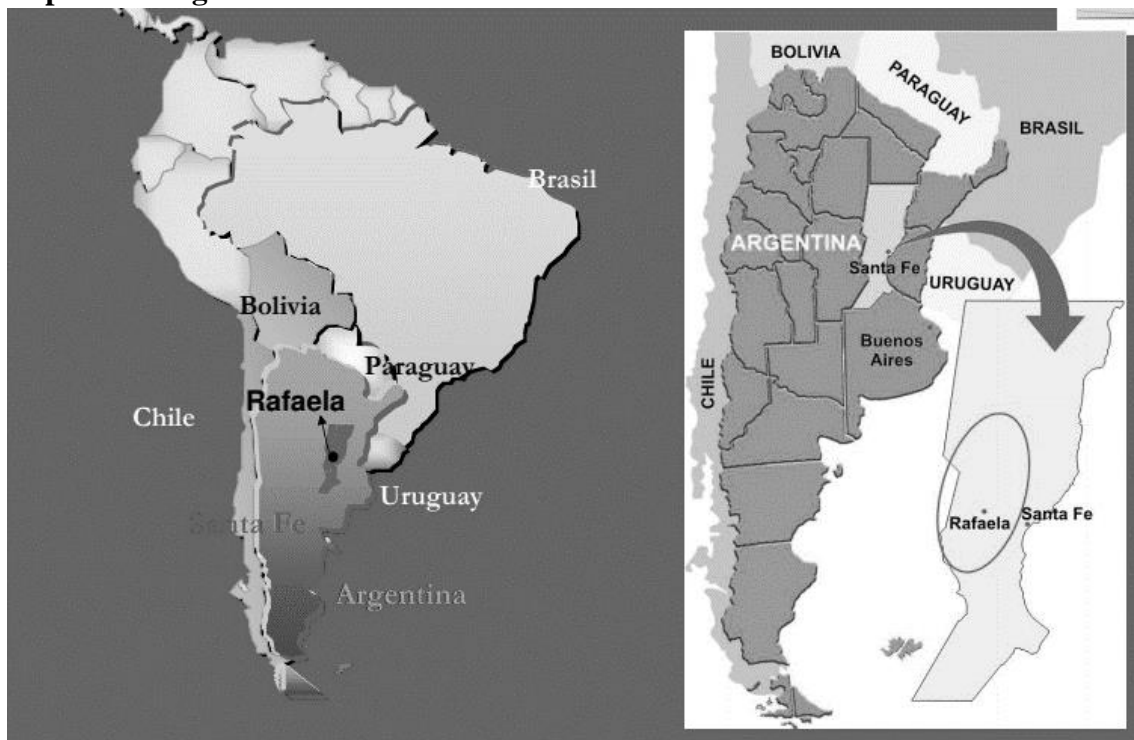 Brasil
Bolivia
Paraguay
Rafaela
Chile
Uruguay
Santa Fe
Argentina
BOLIVIA
PARAGUAY
BRASIL
ARGENTINA
Santa Fe
URUGUAY
Buenos
Aires
CHILE
Rafaela
Santa Fe